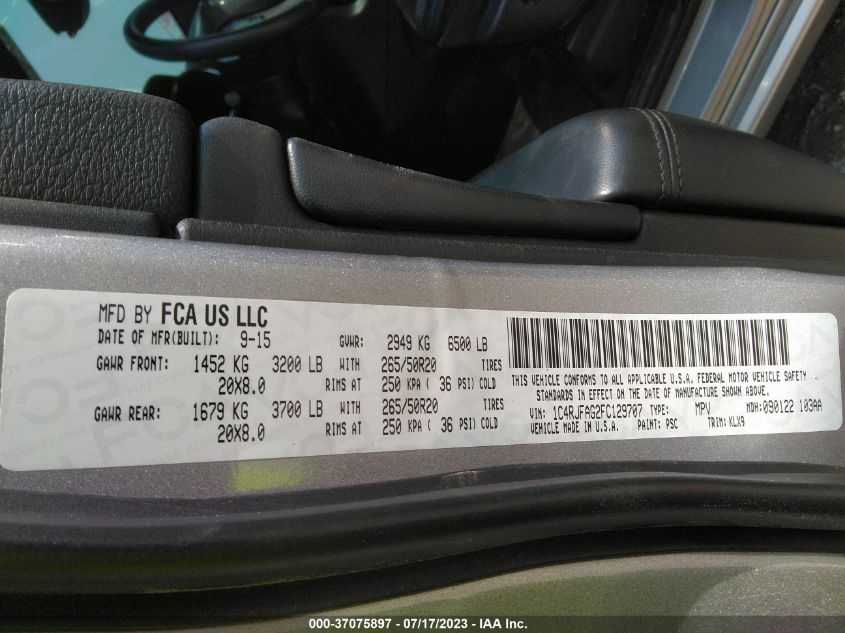 MFD BY FCA US LLC
DATE OF MFR(BUILT): 9-15 GVWR: 2949 KG 6500 LB
GAWR FRONT: 1452 KG 3200 LB WITH 265/50R20 TIRES
20X8.0 RIMS AT 250 KPA ( 36 PSI) COLD
GAWR REAR: 1679 KG 3700 LB WITH 265/50R20 TIRES
20X8.0 RIMS AT 250 KPA ( 36 PSI) COLD
THIS VEHICLE CONFORMS TO ALL APPLICABLE U.S.A. FEDERAL MOTOR VEHICLE SAFETY
STANDARDS IN EFFECT ON THE DATE OF MANUFACTURE SHOWN ABOVE.
VIN: 1C4RJFAG2FC129707 TYPE: MPV MDH: 090122 103AA
VEHICLE MADE IN U.S.A. PAINT: PSC TRIM: KLX9
000-37075897 - 07/17/2023 - IAA Inc.